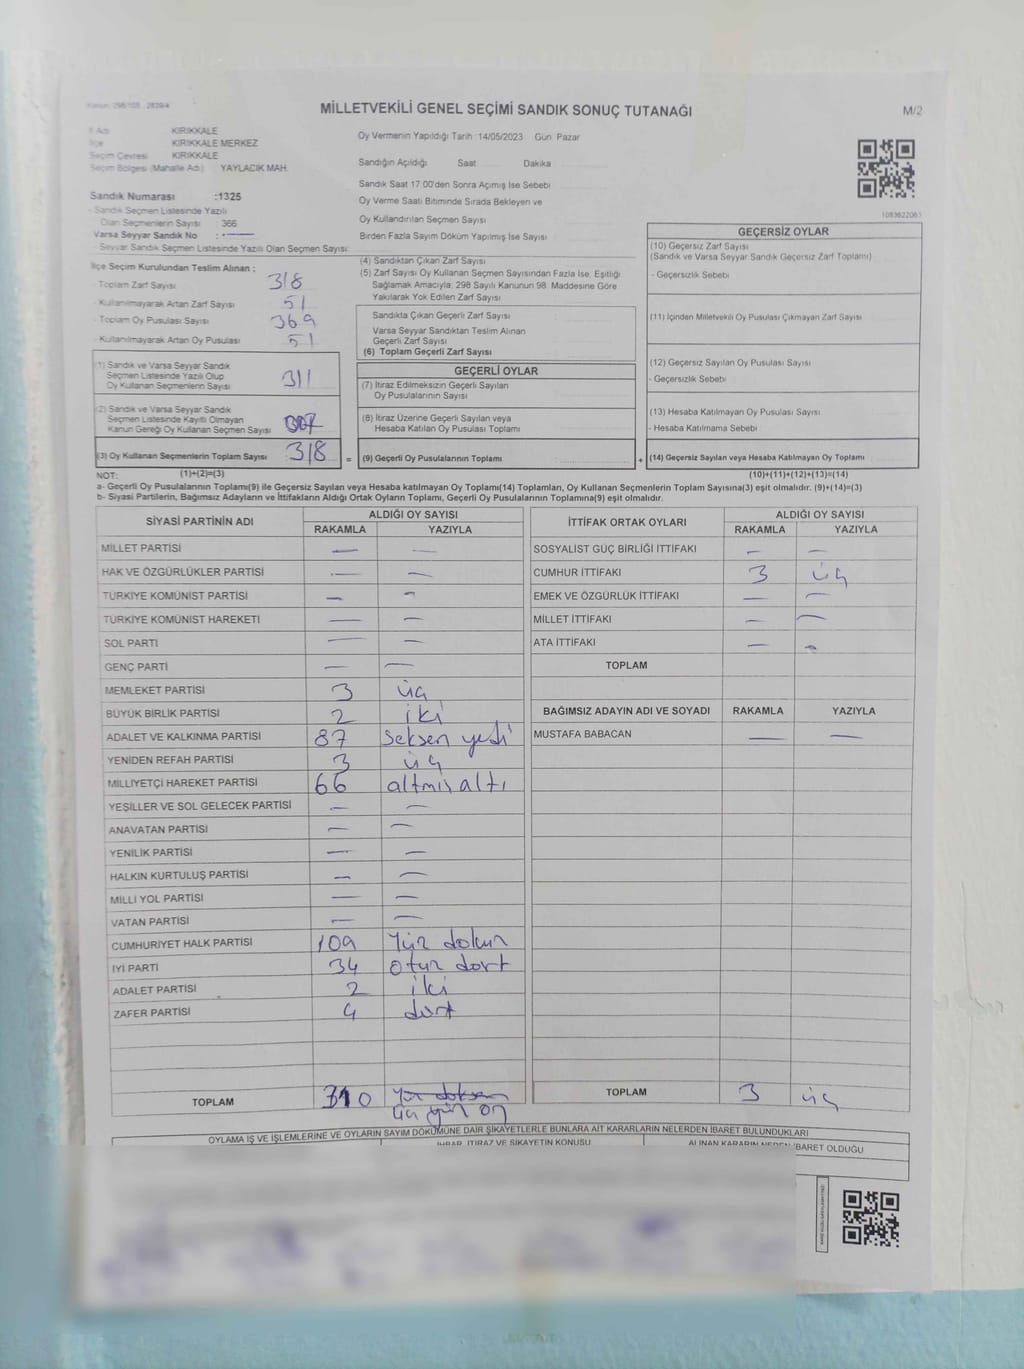 Kanun: 298/105 , 2839/4
MİLLETVEKİLİ GENEL SEÇİMİ SANDIK SONUÇ TUTANAĞI
M/2
İl Adı KIRIKKALE
İlçe KIRIKKALE MERKEZ
Seçim Çevresi KIRIKKALE
Seçim Bölgesi (Mahalle Adı) YAYLACIK MAH.
Sandık Numarası :1325
- Sandık Seçmen Listesinde Yazılı
Olan Seçmenlerin Sayısı : 366
Varsa Seyyar Sandık No : —
- Seyyar Sandık Seçmen Listesinde Yazılı Olan Seçmen Sayısı:
İlçe Seçim Kurulundan Teslim Alınan :
- Toplam Zarf Sayısı 318
- Kullanılmayarak Artan Zarf Sayısı 51
- Toplam Oy Pusulası Sayısı 369
- Kullanılmayarak Artan Oy Pusulası 51
(1) Sandık ve Varsa Seyyar Sandık
Seçmen Listesinde Yazılı Olup
Oy Kullanan Seçmenlerin Sayısı 311
(2) Sandık ve Varsa Seyyar Sandık
Seçmen Listesinde Kayıtlı Olmayan
Kanun Gereği Oy Kullanan Seçmen Sayısı
(3) Oy Kullanan Seçmenlerin Toplam Sayısı 318
Oy Vermenin Yapıldığı Tarih :14/05/2023 Gün: Pazar
Sandığın Açıldığı Saat Dakika
Sandık Saat 17:00'den Sonra Açımış İse Sebebi
Oy Verme Saati Bitiminde Sırada Bekleyen ve
Oy Kullandırılan Seçmen Sayısı
Birden Fazla Sayım Döküm Yapılmış İse Sayısı
(4) Sandıktan Çıkan Zarf Sayısı
(5) Zarf Sayısı Oy Kullanan Seçmen Sayısından Fazla İse, Eşitliği
Sağlamak Amacıyla, 298 Sayılı Kanunun 98. Maddesine Göre
Yakılarak Yok Edilen Zarf Sayısı
Sandıkta Çıkan Geçerli Zarf Sayısı
Varsa Seyyar Sandıktan Teslim Alınan
Geçerli Zarf Sayısı
(6) Toplam Geçerli Zarf Sayısı
GEÇERLİ OYLAR
(7) İtiraz Edilmeksizin Geçerli Sayılan
Oy Pusulalarının Sayısı
(8) İtiraz Üzerine Geçerli Sayılan veya
Hesaba Katılan Oy Pusulası Toplamı
= (9) Geçerli Oy Pusulalarının Toplamı
1083622061
GEÇERSİZ OYLAR
(10) Geçersiz Zarf Sayısı
(Sandık ve Varsa Seyyar Sandık Geçersiz Zarf Toplamı)
- Geçersizlik Sebebi
(11) İçinden Milletvekili Oy Pusulası Çıkmayan Zarf Sayısı
(12) Geçersiz Sayılan Oy Pusulası Sayısı
- Geçersizlik Sebebi
(13) Hesaba Katılmayan Oy Pusulası Sayısı
- Hesaba Katılmama Sebebi
+ (14) Geçersiz Sayılan veya Hesaba Katılmayan Oy Toplamı
NOT: (1)+(2)=(3) (10)+(11)+(12)+(13)=(14)
a- Geçerli Oy Pusulalarının Toplamı(9) ile Geçersiz Sayılan veya Hesaba katılmayan Oy Toplamı(14) Toplamları, Oy Kullanan Seçmenlerin Toplam Sayısına(3) eşit olmalıdır. (9)+(14)=(3)
b- Siyasi Partilerin, Bağımsız Adayların ve İttifakların Aldığı Ortak Oyların Toplamı, Geçerli Oy Pusulalarının Toplamına(9) eşit olmalıdır.
SİYASİ PARTİNİN ADI ALDIĞI OY SAYISI
RAKAMLA YAZIYLA
MİLLET PARTİSİ — —
HAK VE ÖZGÜRLÜKLER PARTİSİ — —
TÜRKİYE KOMÜNİST PARTİSİ — —
TÜRKİYE KOMÜNİST HAREKETİ — —
SOL PARTİ — —
GENÇ PARTİ — —
MEMLEKET PARTİSİ 3 üç
BÜYÜK BİRLİK PARTİSİ 2 iki
ADALET VE KALKINMA PARTİSİ 87 seksen yedi
YENİDEN REFAH PARTİSİ 3 üç
MİLLİYETÇİ HAREKET PARTİSİ 66 altmış altı
YEŞİLLER VE SOL GELECEK PARTİSİ — —
ANAVATAN PARTİSİ — —
YENİLİK PARTİSİ — —
HALKIN KURTULUŞ PARTİSİ — —
MİLLİ YOL PARTİSİ — —
VATAN PARTİSİ — —
CUMHURİYET HALK PARTİSİ 109 Yüz dokuz
İYİ PARTİ 34 otuz dört
ADALET PARTİSİ 2 iki
ZAFER PARTİSİ 4 dört
TOPLAM 310 yüz doksan
üç yüz on
İTTİFAK ORTAK OYLARI ALDIĞI OY SAYISI
RAKAMLA YAZIYLA
SOSYALİST GÜÇ BİRLİĞİ İTTİFAKI — —
CUMHUR İTTİFAKI 3 üç
EMEK VE ÖZGÜRLÜK İTTİFAKI — —
MİLLET İTTİFAKI — —
ATA İTTİFAKI — —
TOPLAM
BAĞIMSIZ ADAYIN ADI VE SOYADI RAKAMLA YAZIYLA
MUSTAFA BABACAN — —
TOPLAM 3 üç
OYLAMA İŞ VE İŞLEMLERİNE VE OYLARIN SAYIM DÖKÜMÜNE DAİR ŞİKAYETLERLE BUNLARA AİT KARARLARIN NELERDEN İBARET BULUNDUKLARI
İHBAR, İTİRAZ VE ŞİKAYETİN KONUSU ALINAN KARARIN NEDEN İBARET OLDUĞU